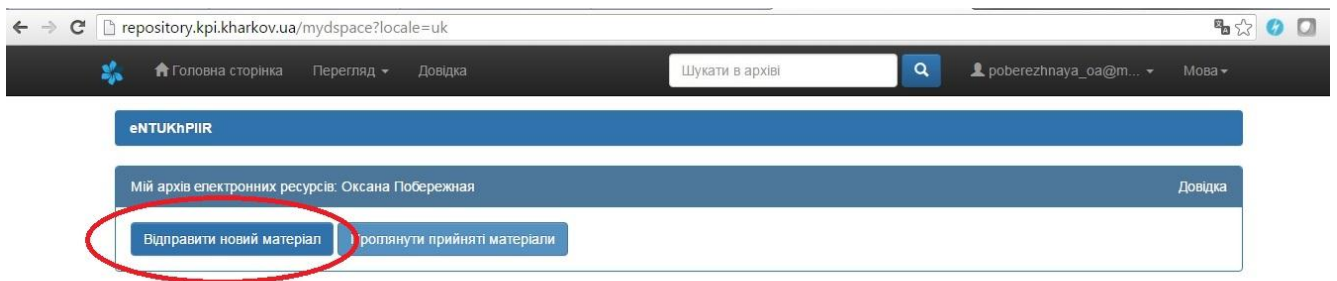 repository.kpi.kharkov.ua/mydspace?locale=uk
Головна сторінка Перегляд Довідка Шукати в архіві poberezhnaya_oa@m... Мова
eNTUKhPIIR
Мій архів електронних ресурсів: Оксана Побережная Довідка
Відправити новий матеріал Проглянути прийняті матеріали